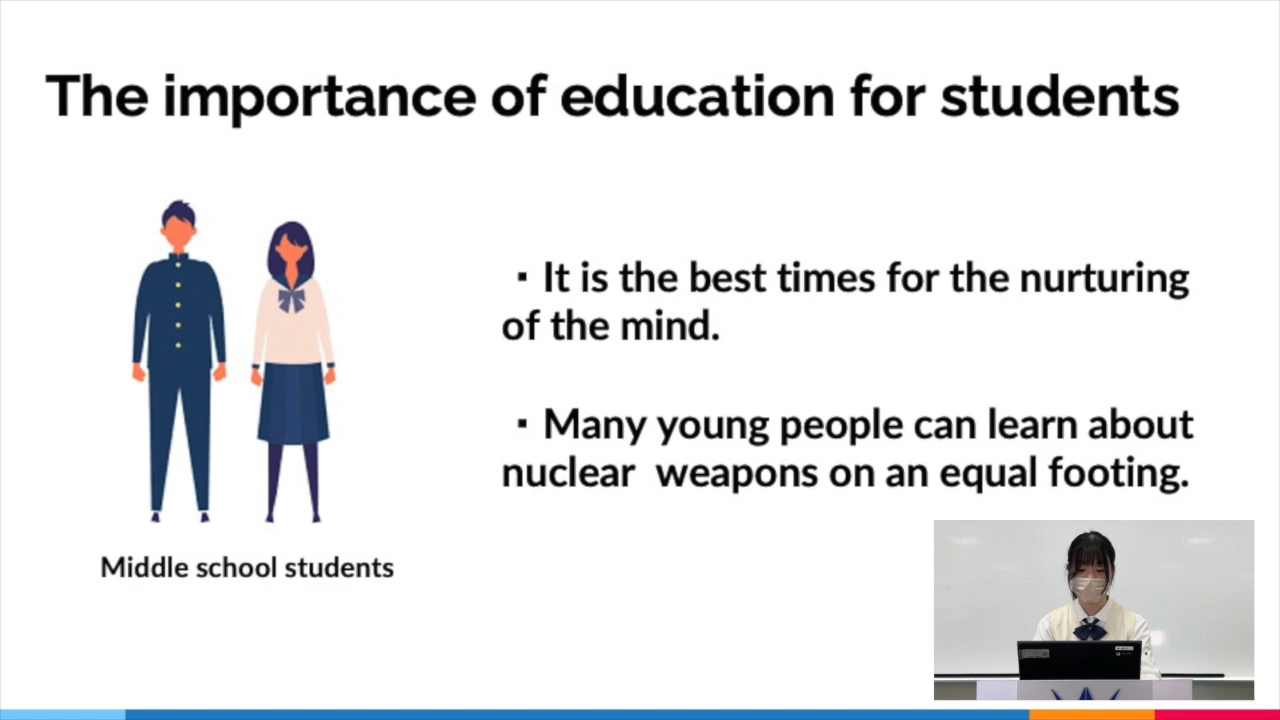 The importance of education for students
・It is the best times for the nurturing
of the mind.
・Many young people can learn about
nuclear weapons on an equal footing.
Middle school students